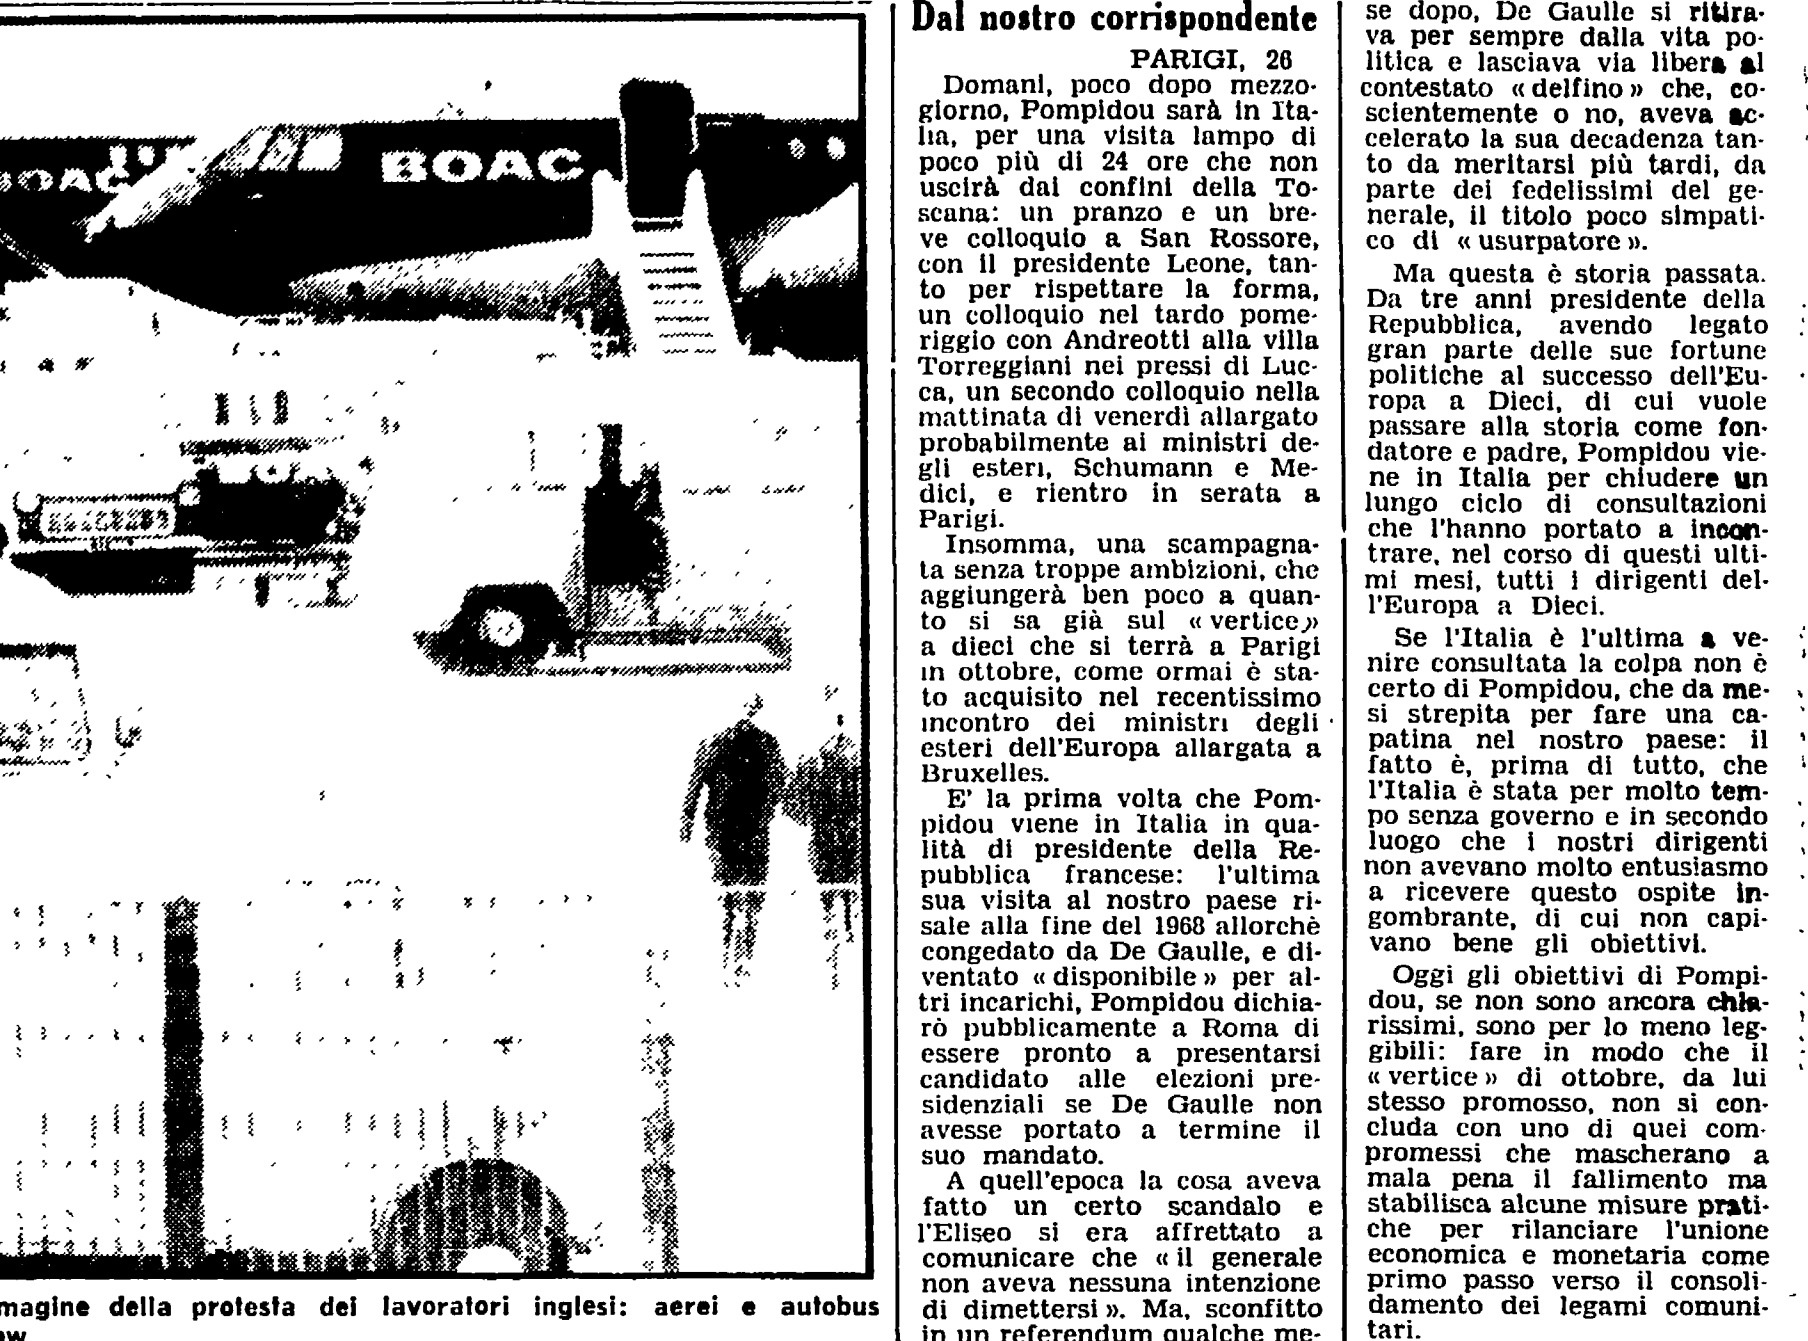 BOAC
BOAC
magine della protesta dei lavoratori inglesi: aerei e autobus
ow
Dal nostro corrispondente
PARIGI, 26
Domani, poco dopo mezzo-
giorno, Pompidou sarà in Ita-
lia, per una visita lampo di
poco più di 24 ore che non
uscirà dai confini della To-
scana: un pranzo e un bre-
ve colloquio a San Rossore,
con il presidente Leone, tan-
to per rispettare la forma,
un colloquio nel tardo pome-
riggio con Andreotti alla villa
Torreggiani nei pressi di Luc-
ca, un secondo colloquio nella
mattinata di venerdì allargato
probabilmente ai ministri de-
gli esteri, Schumann e Me-
dici, e rientro in serata a
Parigi.
Insomma, una scampagna-
ta senza troppe ambizioni, che
aggiungerà ben poco a quan-
to si sa già sul « vertice »
a dieci che si terrà a Parigi
in ottobre, come ormai è sta-
to acquisito nel recentissimo
incontro dei ministri degli
esteri dell'Europa allargata a
Bruxelles.
E' la prima volta che Pom-
pidou viene in Italia in qua-
lità di presidente della Re-
pubblica francese: l'ultima
sua visita al nostro paese ri-
sale alla fine del 1968 allorchè
congedato da De Gaulle, e di-
ventato « disponibile » per al-
tri incarichi, Pompidou dichia-
rò pubblicamente a Roma di
essere pronto a presentarsi
candidato alle elezioni pre-
sidenziali se De Gaulle non
avesse portato a termine il
suo mandato.
A quell'epoca la cosa aveva
fatto un certo scandalo e
l'Eliseo si era affrettato a
comunicare che « il generale
non aveva nessuna intenzione
di dimettersi ». Ma, sconfitto
in un referendum qualche me-
se dopo, De Gaulle si ritira-
va per sempre dalla vita po-
litica e lasciava via libera al
contestato « delfino » che, co-
scientemente o no, aveva ac-
celerato la sua decadenza tan-
to da meritarsi più tardi, da
parte dei fedelissimi del ge-
nerale, il titolo poco simpati-
co di « usurpatore ».
Ma questa è storia passata.
Da tre anni presidente della
Repubblica, avendo legato
gran parte delle sue fortune
politiche al successo dell'Eu-
ropa a Dieci, di cui vuole
passare alla storia come fon-
datore e padre, Pompidou vie-
ne in Italia per chiudere un
lungo ciclo di consultazioni
che l'hanno portato a incon-
trare, nel corso di questi ulti-
mi mesi, tutti i dirigenti del-
l'Europa a Dieci.
Se l'Italia è l'ultima a ve-
nire consultata la colpa non è
certo di Pompidou, che da me-
si strepita per fare una ca-
patina nel nostro paese: il
fatto è, prima di tutto, che
l'Italia è stata per molto tem-
po senza governo e in secondo
luogo che i nostri dirigenti
non avevano molto entusiasmo
a ricevere questo ospite in-
gombrante, di cui non capi-
vano bene gli obiettivi.
Oggi gli obiettivi di Pompi-
dou, se non sono ancora chia-
rissimi, sono per lo meno leg-
gibili: fare in modo che il
« vertice » di ottobre, da lui
stesso promosso, non si con-
cluda con uno di quei com-
promessi che mascherano a
mala pena il fallimento ma
stabilisca alcune misure prati-
che per rilanciare l'unione
economica e monetaria come
primo passo verso il consoli-
damento dei legami comuni-
tari.